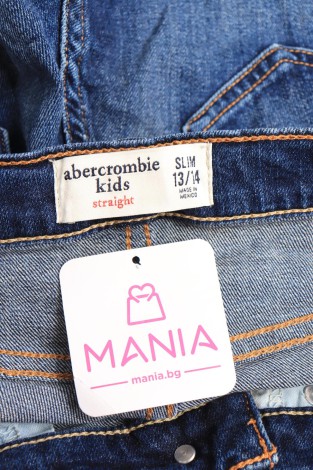 abercrombie
kids
straight
SLIM
13/14
MADE IN
MEXICO
MANIA
mania.bg